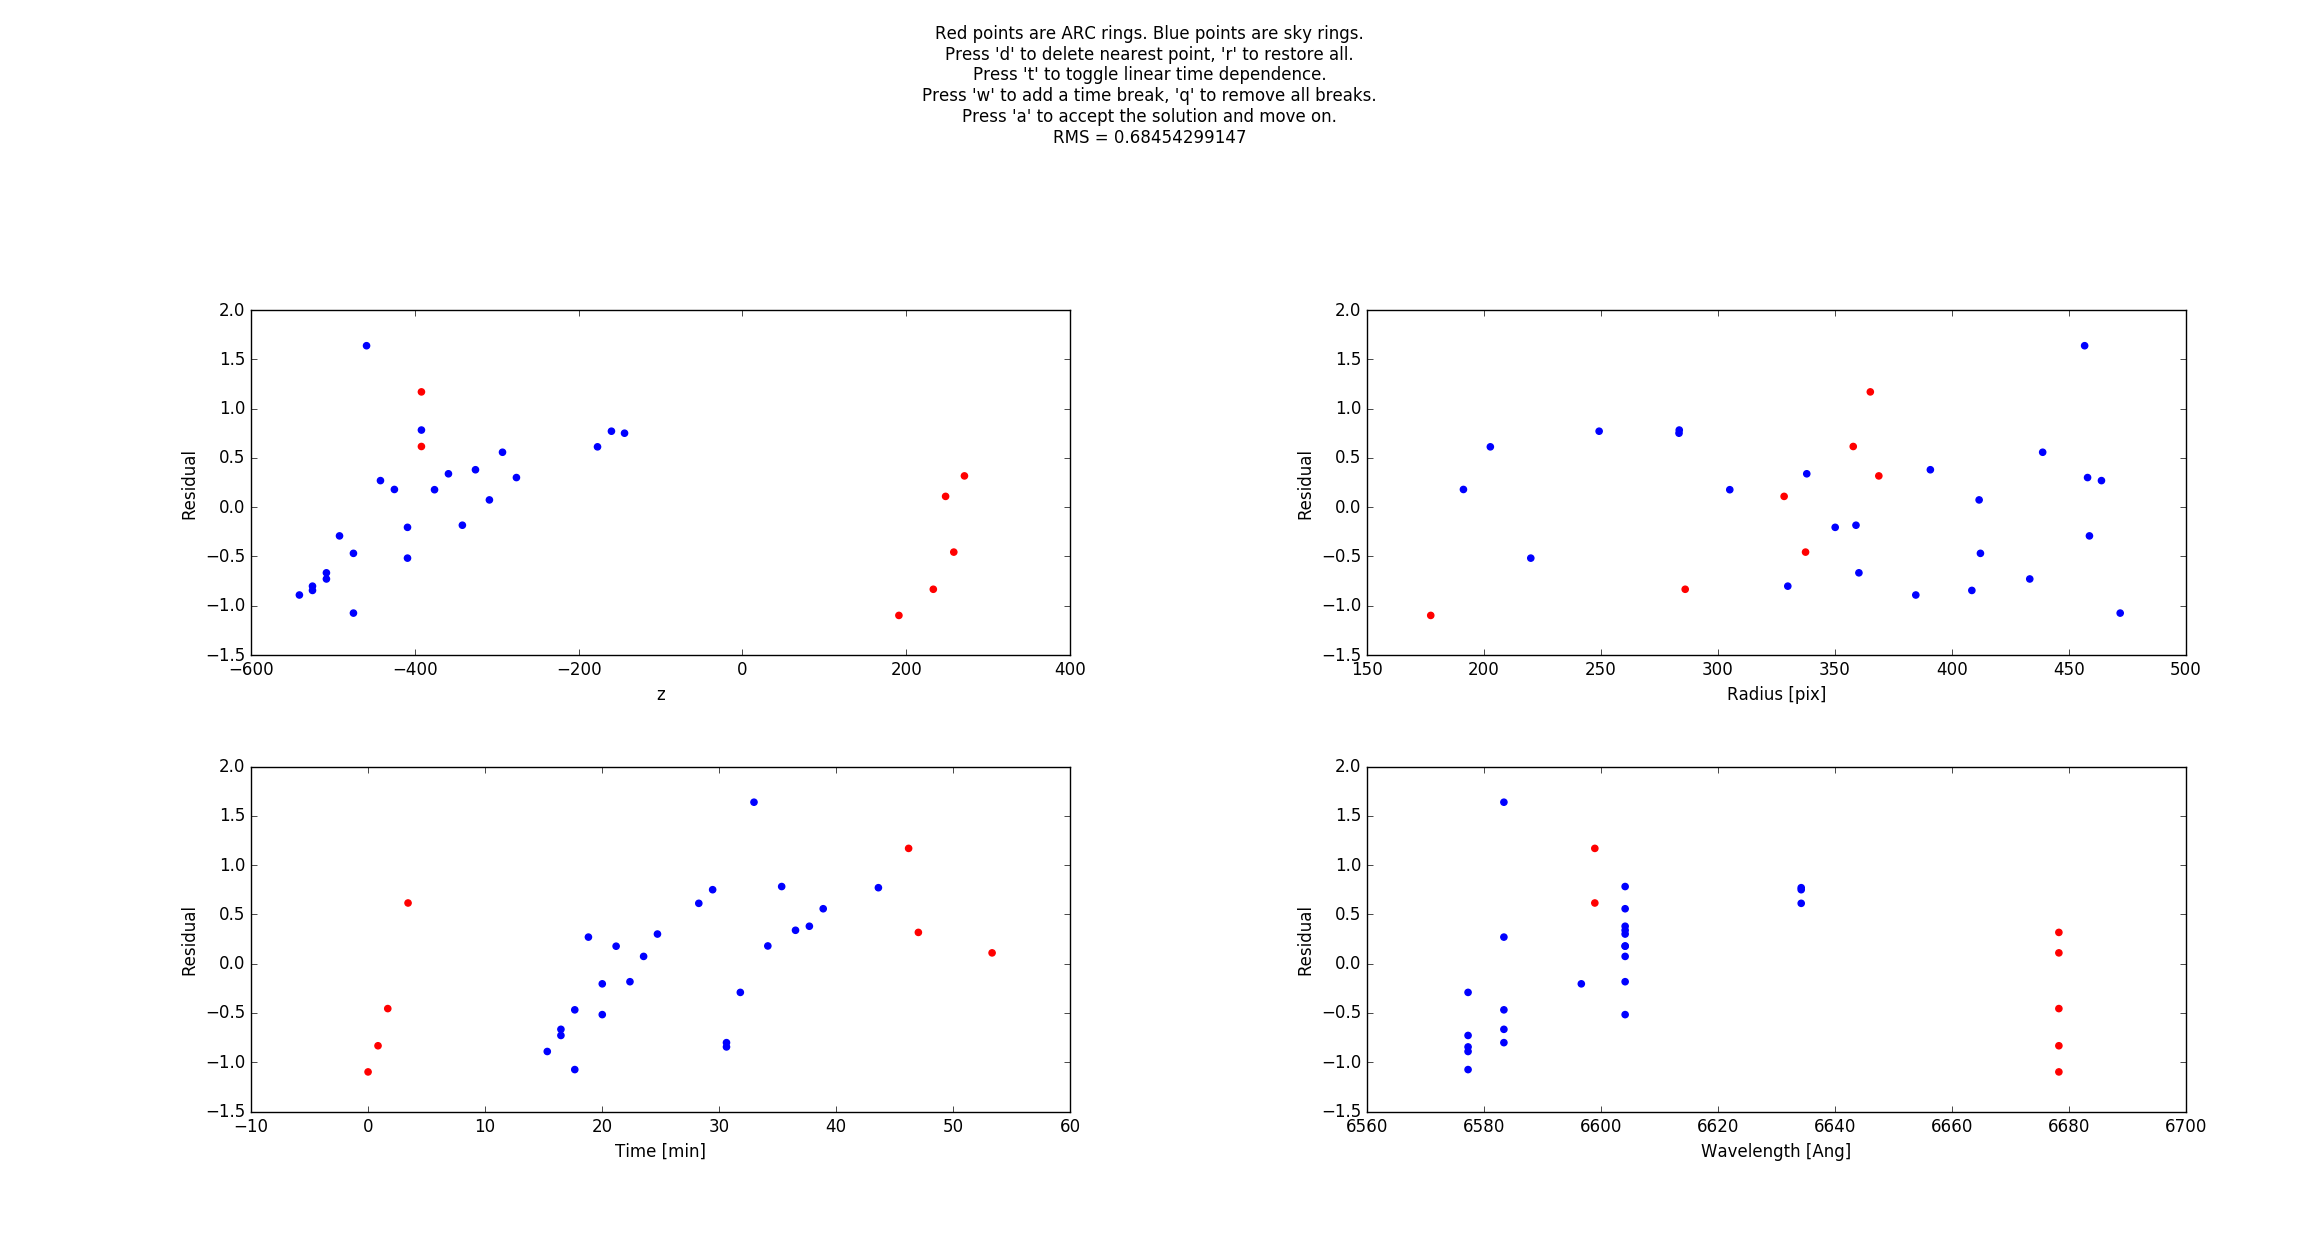 Red points are ARC rings. Blue points are sky rings.
Press 'd' to delete nearest point, 'r' to restore all.
Press 't' to toggle linear time dependence.
Press 'w' to add a time break, 'q' to remove all breaks.
Press 'a' to accept the solution and move on.
RMS = 0.68454299147
2.0
1.5
1.0
0.5
0.0
−0.5
−1.0
−1.5
Residual
−600 −400 −200 0 200 400
z
2.0
1.5
1.0
0.5
0.0
−0.5
−1.0
−1.5
Residual
150 200 250 300 350 400 450 500
Radius [pix]
2.0
1.5
1.0
0.5
0.0
−0.5
−1.0
−1.5
Residual
−10 0 10 20 30 40 50 60
Time [min]
2.0
1.5
1.0
0.5
0.0
−0.5
−1.0
−1.5
Residual
6560 6580 6600 6620 6640 6660 6680 6700
Wavelength [Ang]